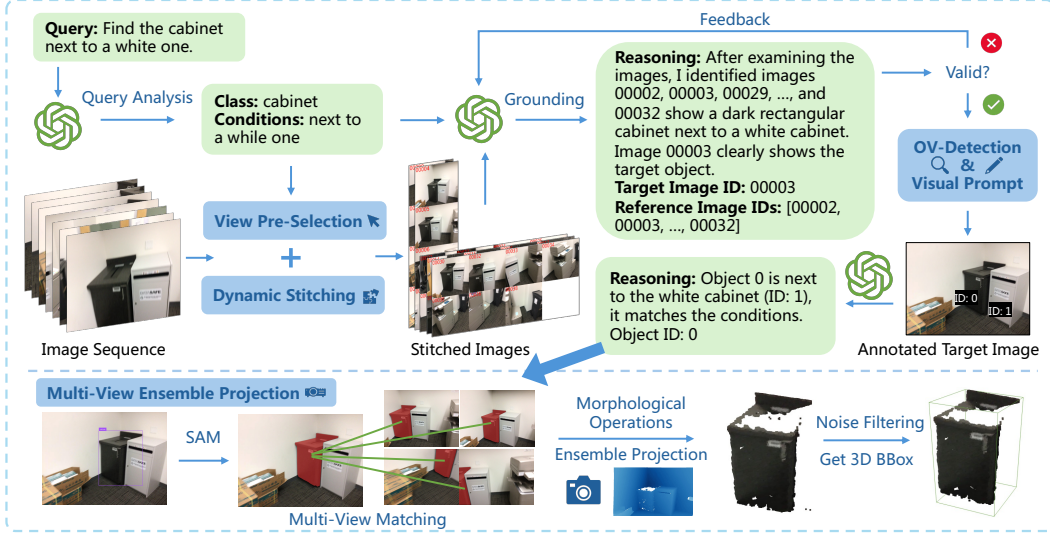 Query: Find the cabinet
next to a white one.
Feedback
Query Analysis
Class: cabinet
Conditions: next to
a while one
Grounding
Reasoning: After examining the
images, I identified images
00002, 00003, 00029, ..., and
00032 show a dark rectangular
cabinet next to a white cabinet.
Image 00003 clearly shows the
target object.
Target Image ID: 00003
Reference Image IDs: [00002,
00003, ..., 00032]
Valid?
OV-Detection
&
Visual Prompt
View Pre-Selection
+
Dynamic Stitching
Reasoning: Object 0 is next
to the white cabinet (ID: 1),
it matches the conditions.
Object ID: 0
ID: 0
ID: 1
Image Sequence
Stitched Images
Annotated Target Image
Multi-View Ensemble Projection
SAM
Multi-View Matching
Morphological
Operations
Ensemble Projection
Noise Filtering
Get 3D BBox